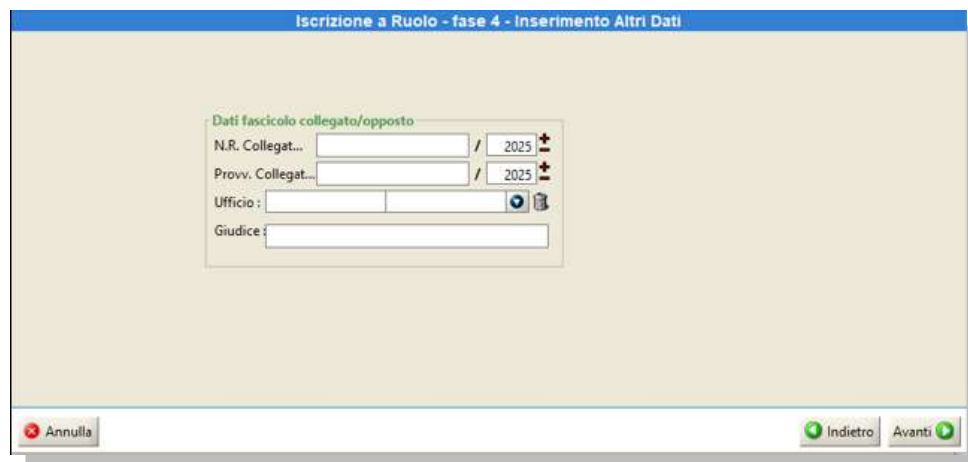 Iscrizione a Ruolo - fase 4 - Inserimento Altri Dati
Dati fascicolo collegato/opposto
N.R. Collegat... / 2025
Provv. Collegat... / 2025
Ufficio :
Giudice :
Annulla Indietro Avanti